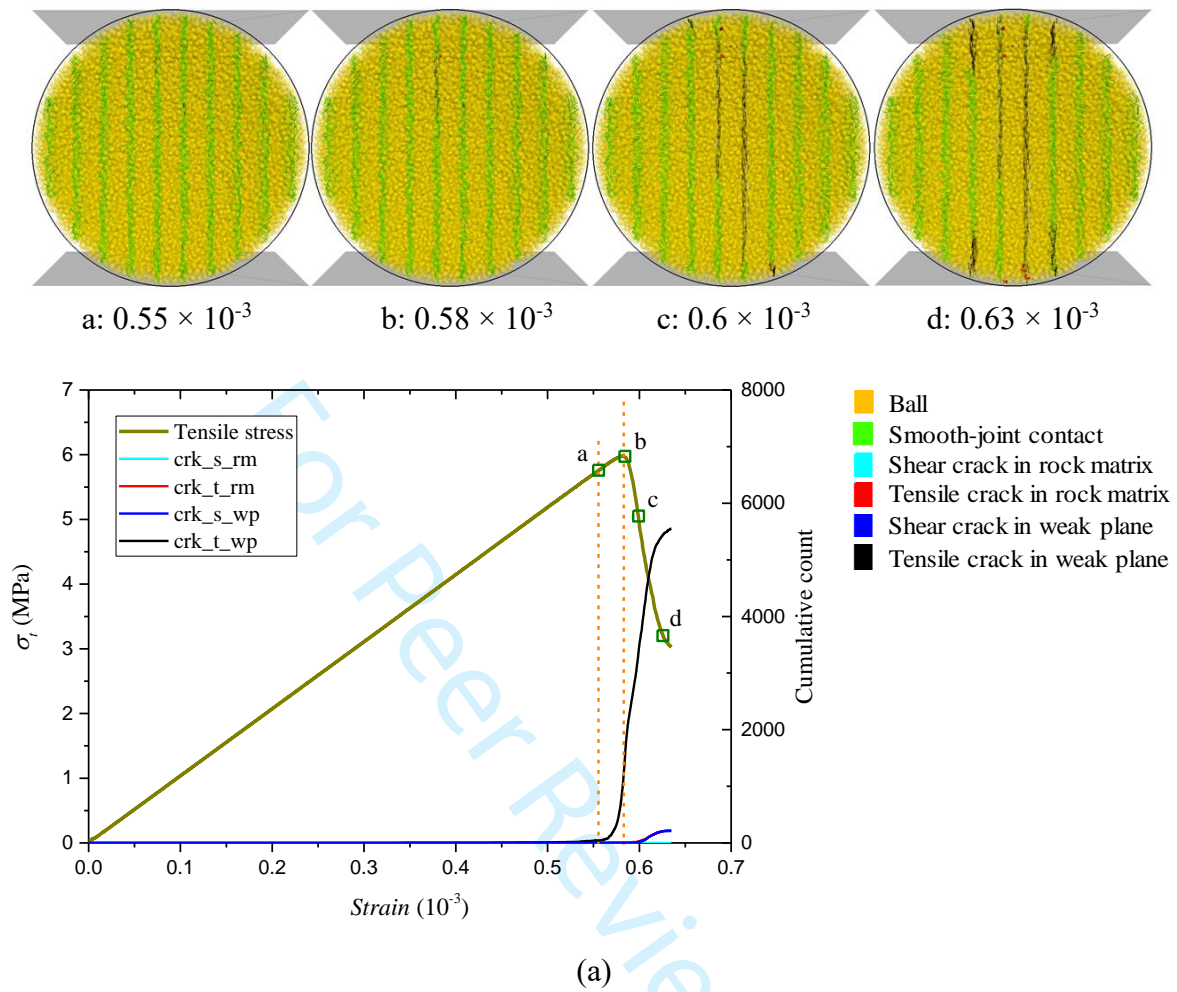 a: 0.55 × 10-3
b: 0.58 × 10-3
c: 0.6 × 10-3
d: 0.63 × 10-3
7
6
5
4
3
2
1
0
σt (MPa)
Tensile stress
crk_s_rm
crk_t_rm
crk_s_wp
crk_t_wp
a
b
c
d
8000
6000
4000
2000
0
Cumulative count
0.0
0.1
0.2
0.3
0.4
0.5
0.6
0.7
Strain (10-3)
Ball
Smooth-joint contact
Shear crack in rock matrix
Tensile crack in rock matrix
Shear crack in weak plane
Tensile crack in weak plane
For Peer Revie
(a)